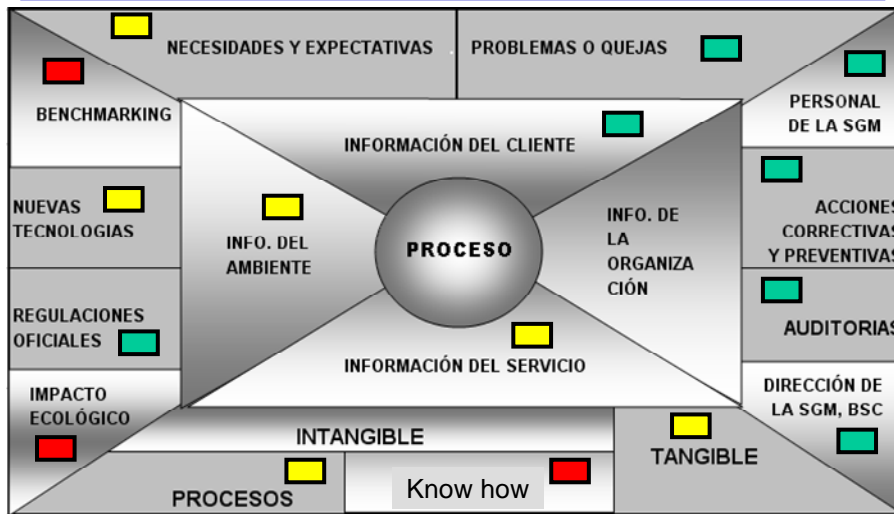 NECESIDADES Y EXPECTATIVAS
PROBLEMAS O QUEJAS
BENCHMARKING
PERSONAL
DE LA SGM
INFORMACIÓN DEL CLIENTE
NUEVAS
TECNOLOGIAS
INFO. DEL
AMBIENTE
PROCESO
INFO. DE
LA
ORGANIZA
CIÓN
ACCIONES
CORRECTIVAS
Y PREVENTIVAS
REGULACIONES
OFICIALES
INFORMACIÓN DEL SERVICIO
AUDITORIAS
IMPACTO
ECOLÓGICO
DIRECCIÓN DE
LA SGM, BSC
INTANGIBLE
TANGIBLE
PROCESOS
Know how